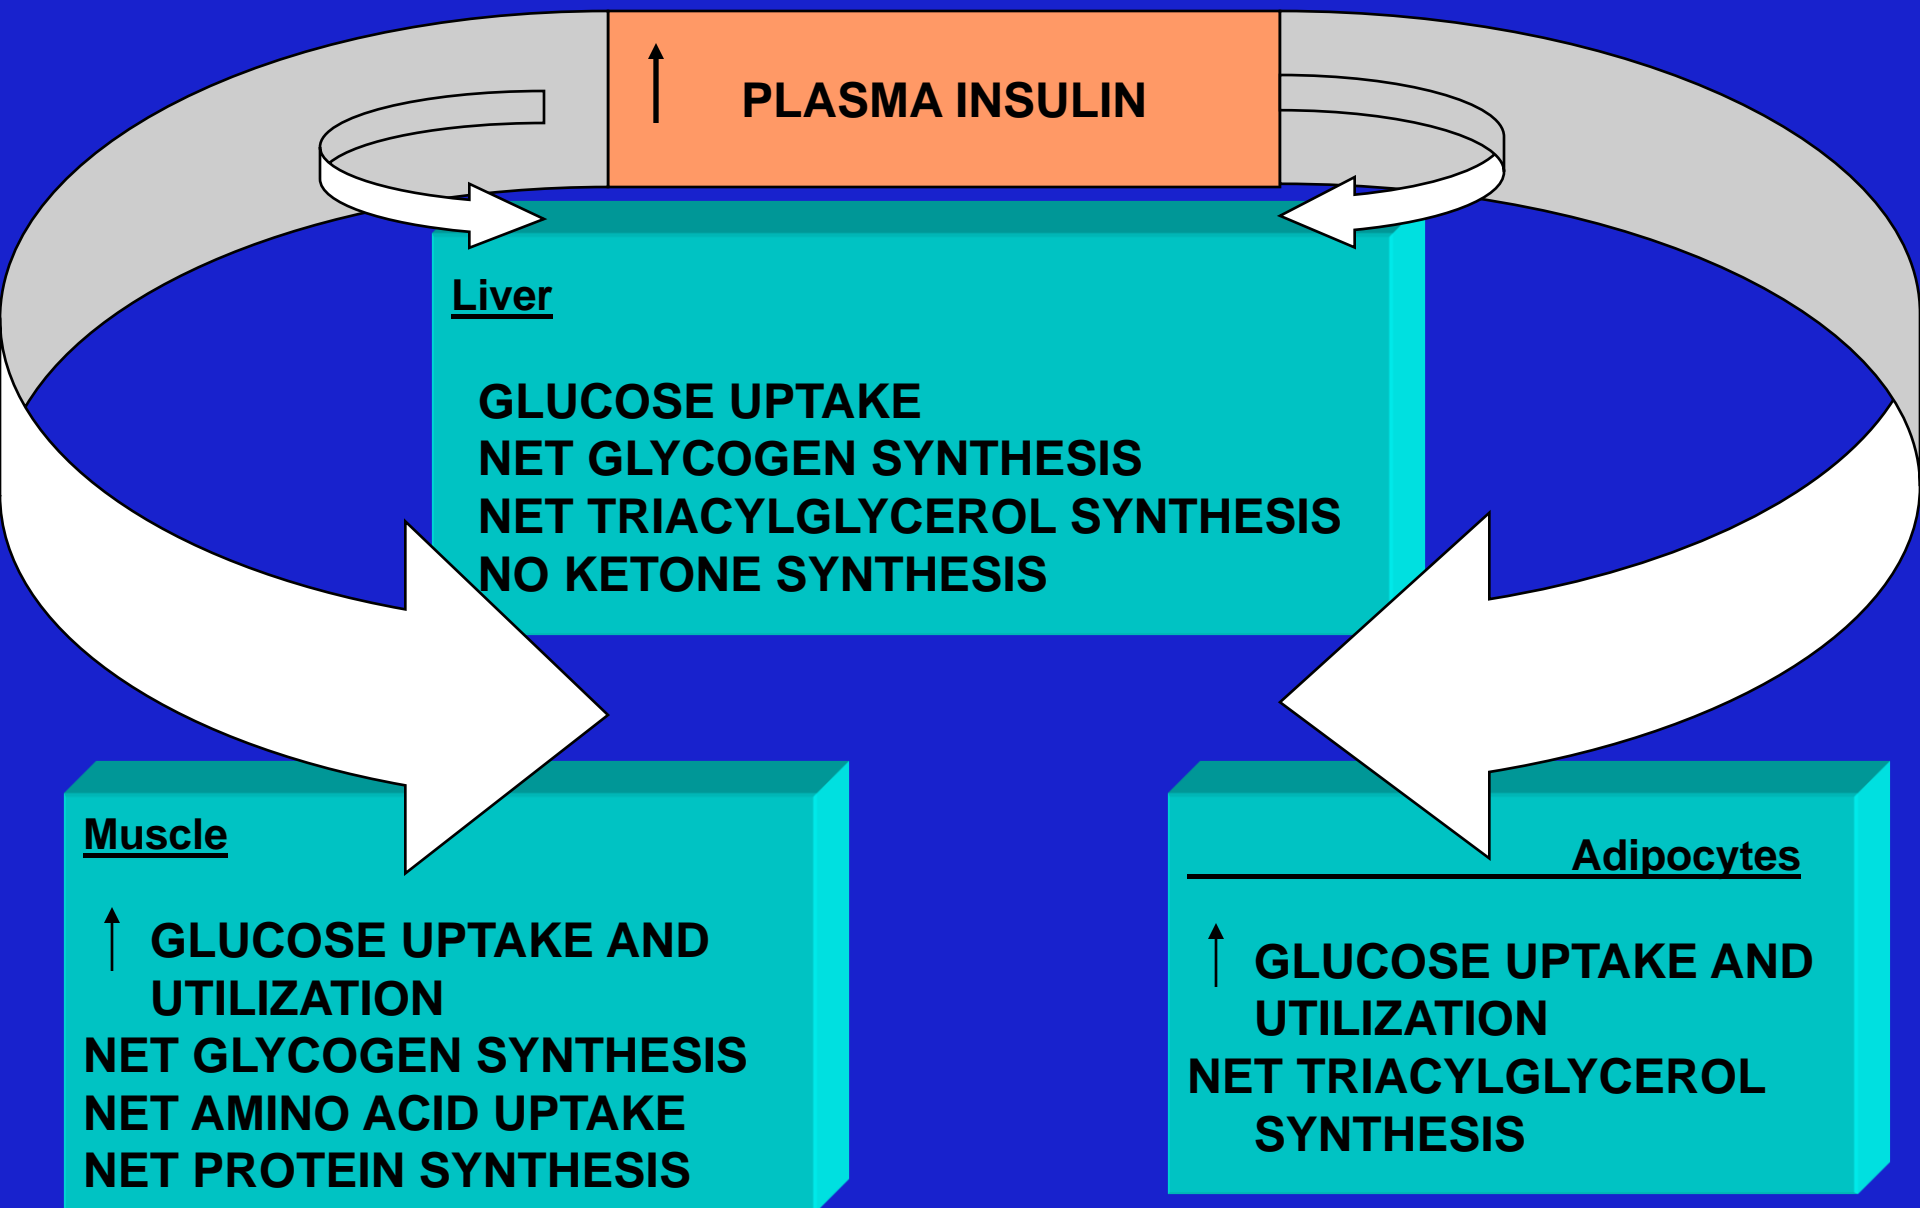 PLASMA INSULIN
Liver
GLUCOSE UPTAKE
NET GLYCOGEN SYNTHESIS
NET TRIACYLGLYCEROL SYNTHESIS
NO KETONE SYNTHESIS
Muscle
GLUCOSE UPTAKE AND
UTILIZATION
NET GLYCOGEN SYNTHESIS
NET AMINO ACID UPTAKE
NET PROTEIN SYNTHESIS
Adipocytes
GLUCOSE UPTAKE AND
UTILIZATION
NET TRIACYLGLYCEROL
SYNTHESIS